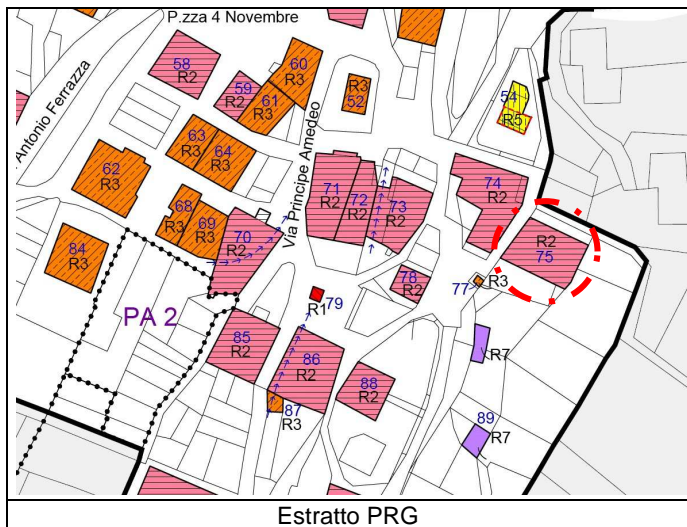 P.zza 4 Novembre
Antonio Ferrazza
Via Principe Amedeo
58
R2
59
R2
60
R3
61
R3
R3
52
54
R5
63
R3
64
R3
62
R3
68
R3
69
R3
70
R2
71
R2
72
R2
73
R2
74
R2
R2
75
84
R3
PA 2
78
R2
77
R3
79
R1
85
R2
86
R2
87
R3
88
R2
R7
89
R7
Estratto PRG